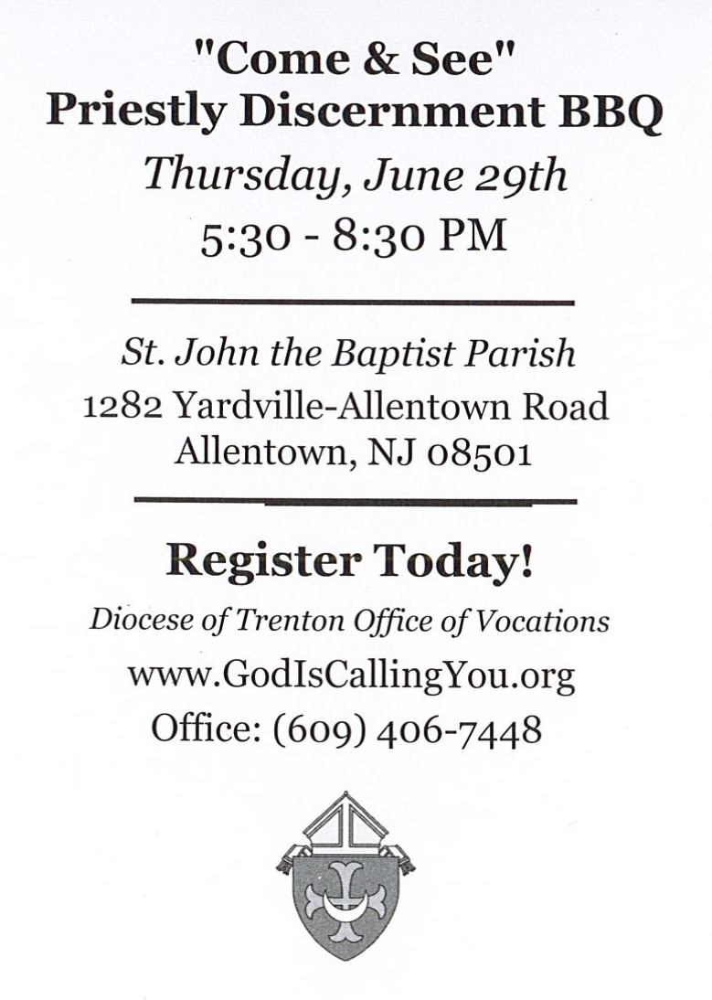 "Come & See"
Priestly Discernment BBQ
Thursday, June 29th
5:30 - 8:30 PM
St. John the Baptist Parish
1282 Yardville-Allentown Road
Allentown, NJ 08501
Register Today!
Diocese of Trenton Office of Vocations
www.GodIsCallingYou.org
Office: (609) 406-7448